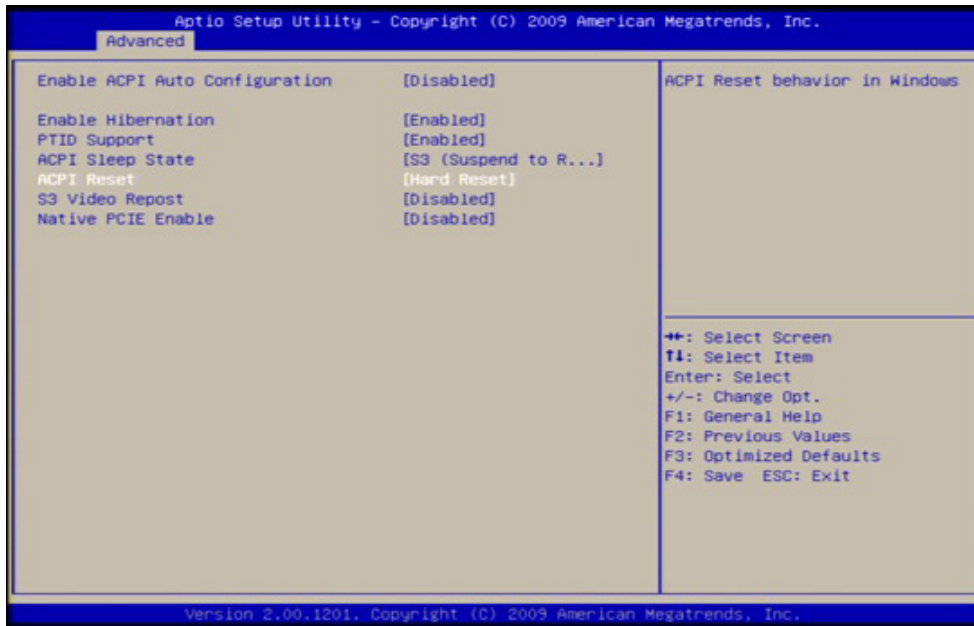 Aptio Setup Utility – Copyright (C) 2009 American Megatrends, Inc.
Advanced
Enable ACPI Auto Configuration [Disabled]
Enable Hibernation [Enabled]
PTID Support [Enabled]
ACPI Sleep State [S3 (Suspend to R...]
ACPI Reset [Hard Reset]
S3 Video Repost [Disabled]
Native PCIE Enable [Disabled]
ACPI Reset behavior in Windows
→←: Select Screen
↑↓: Select Item
Enter: Select
+/-: Change Opt.
F1: General Help
F2: Previous Values
F3: Optimized Defaults
F4: Save ESC: Exit
Version 2.00.1201. Copyright (C) 2009 American Megatrends, Inc.